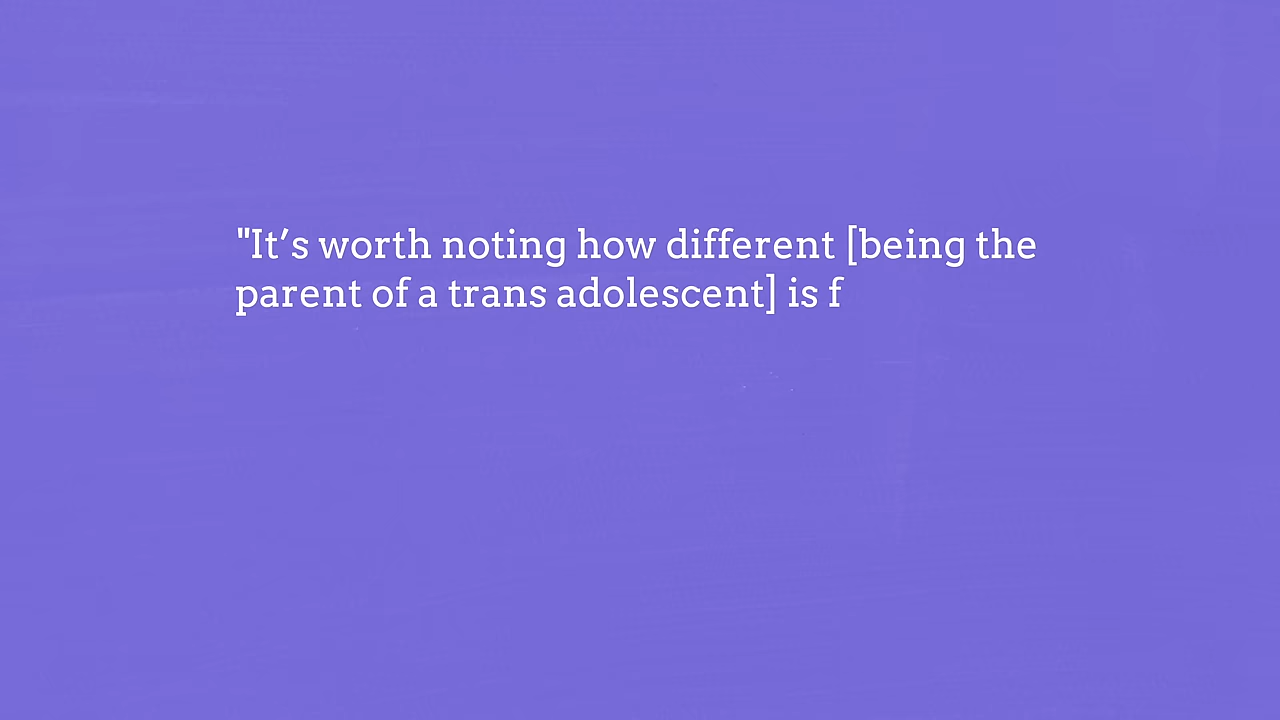 "It’s worth noting how different [being the
parent of a trans adolescent] is f